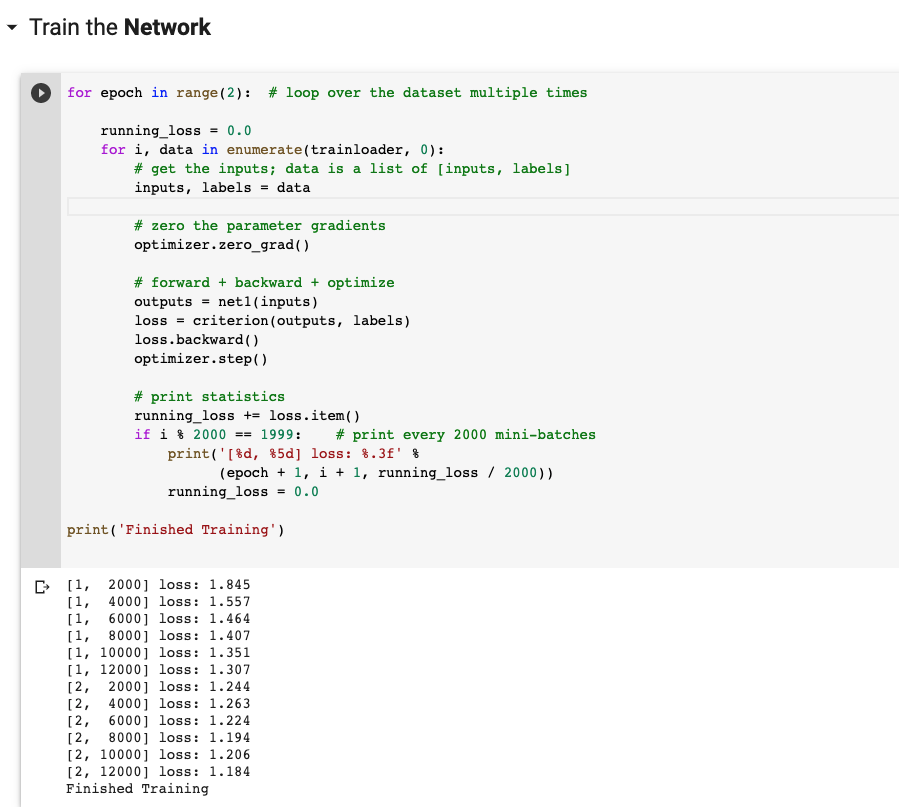 Train the Network
for epoch in range(2):  # loop over the dataset multiple times
    running_loss = 0.0
    for i, data in enumerate(trainloader, 0):
        # get the inputs; data is a list of [inputs, labels]
        inputs, labels = data
        # zero the parameter gradients
        optimizer.zero_grad()
        # forward + backward + optimize
        outputs = net1(inputs)
        loss = criterion(outputs, labels)
        loss.backward()
        optimizer.step()
        # print statistics
        running_loss += loss.item()
        if i % 2000 == 1999:    # print every 2000 mini-batches
            print('[%d, %5d] loss: %.3f' %
                  (epoch + 1, i + 1, running_loss / 2000))
            running_loss = 0.0
print('Finished Training')
[1,  2000] loss: 1.845
[1,  4000] loss: 1.557
[1,  6000] loss: 1.464
[1,  8000] loss: 1.407
[1, 10000] loss: 1.351
[1, 12000] loss: 1.307
[2,  2000] loss: 1.244
[2,  4000] loss: 1.263
[2,  6000] loss: 1.224
[2,  8000] loss: 1.194
[2, 10000] loss: 1.206
[2, 12000] loss: 1.184
Finished Training